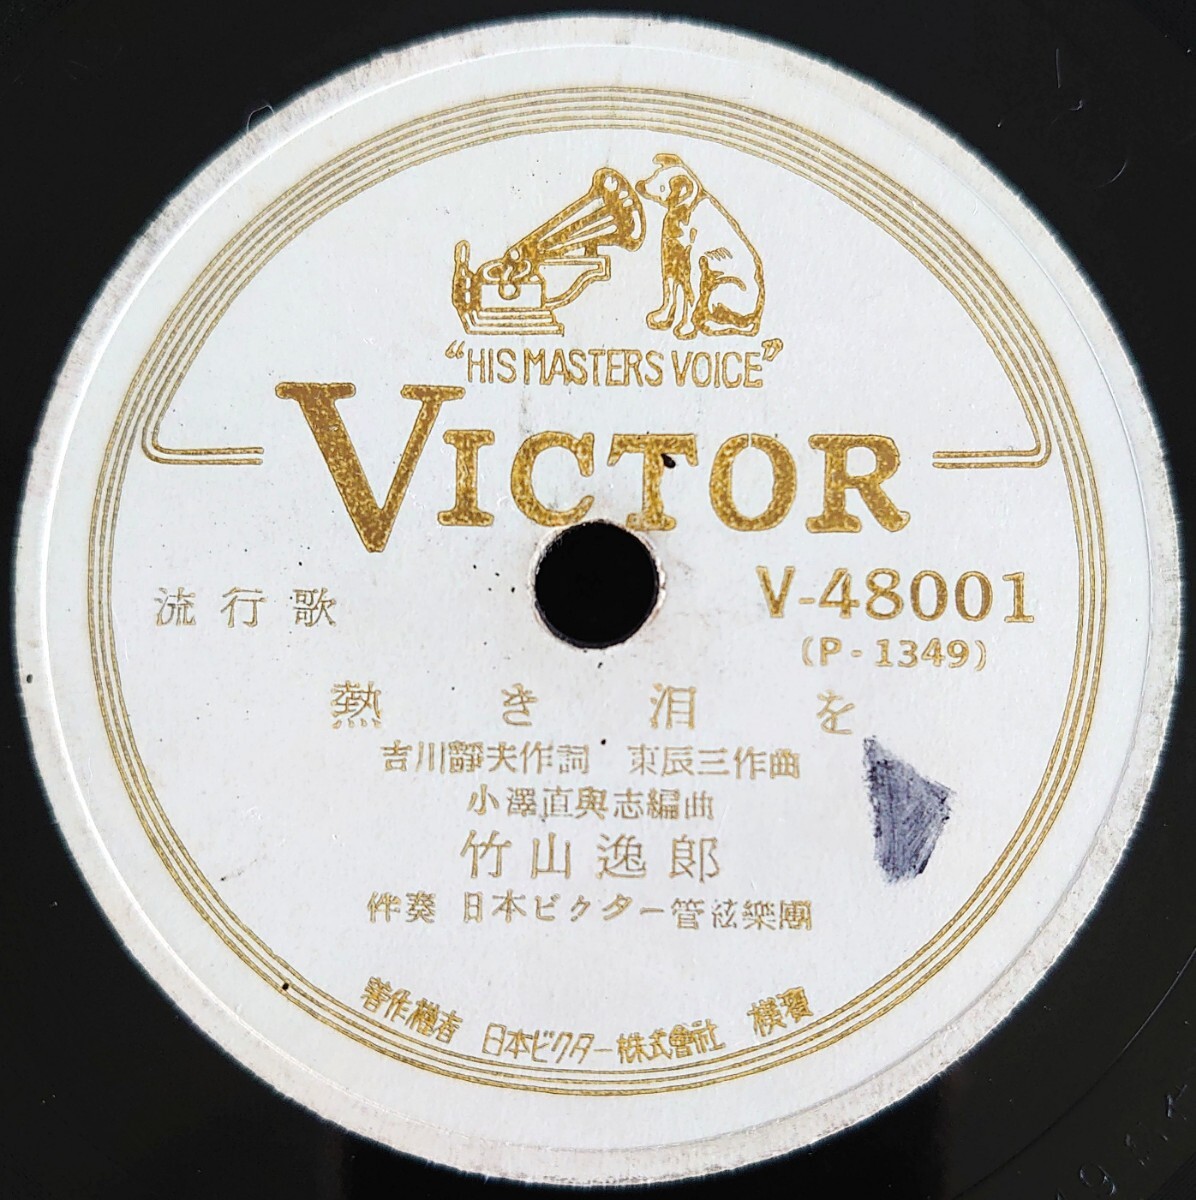 "HIS MASTERS VOICE"
VICTOR
流行歌
V-48001
(P-1349)
熱き泪を
吉川靜夫作詞 東辰三作曲
小澤直與志編曲
竹山逸郎
伴奏 日本ビクター管絃樂團
著作権者 日本ビクター株式會社 横濱